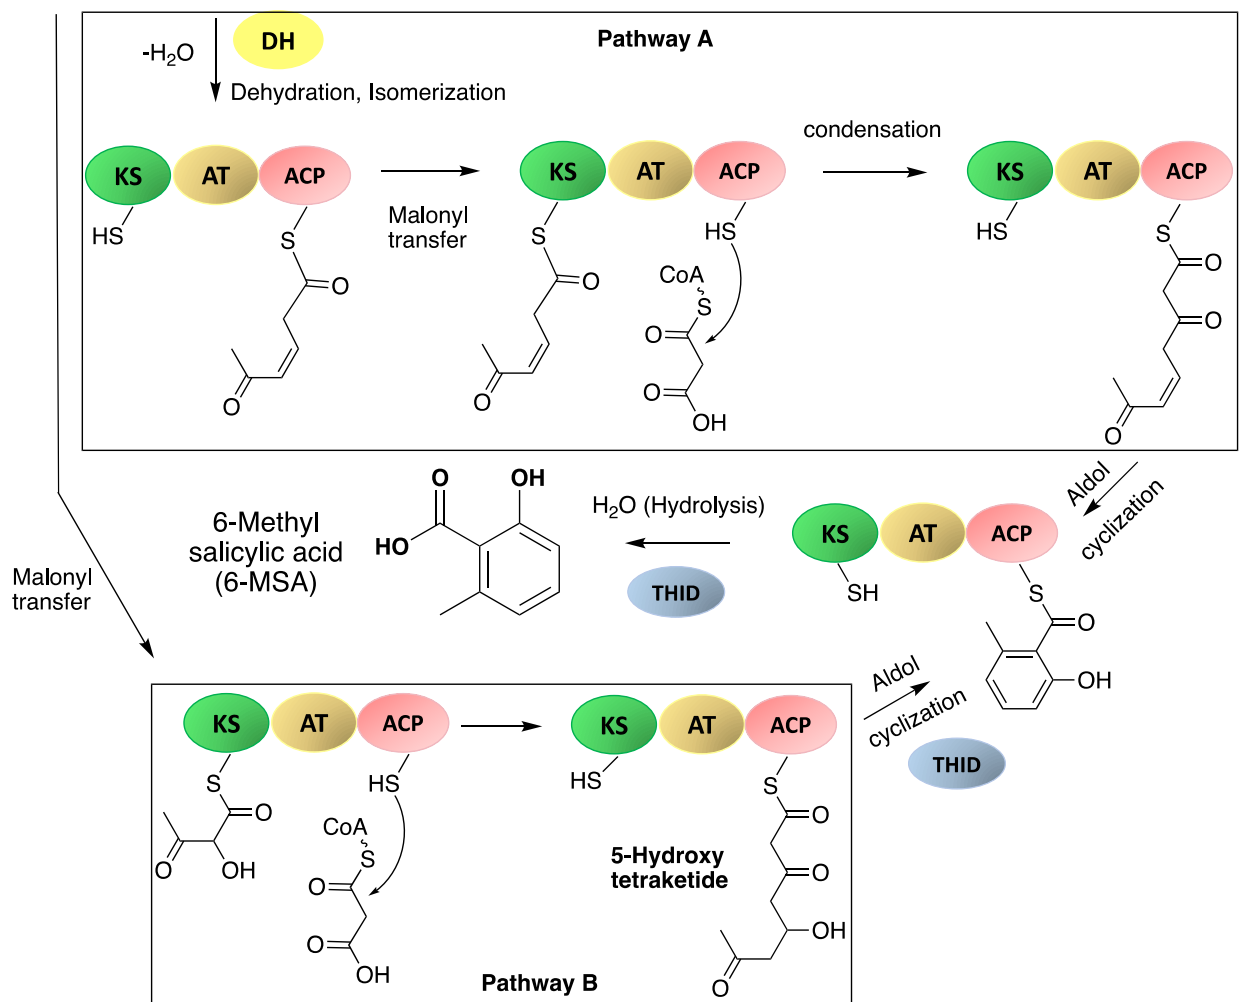 Pathway A
-H₂O
DH
Dehydration, Isomerization
KS AT ACP
HS
S
O
O
Malonyl
transfer
KS AT ACP
S
HS
O
O
CoA
S
O
O
OH
condensation
KS AT ACP
HS
S
O
O
O
Aldol
cyclization
KS AT ACP
SH
S
O
OH
H₂O (Hydrolysis)
THID
O
OH
HO
6-Methyl
salicylic acid
(6-MSA)
Malonyl
transfer
KS AT ACP
S
HS
O
O
OH
CoA
S
O
O
OH
KS AT ACP
HS
S
O
O
OH
O
5-Hydroxy
tetraketide
Aldol
cyclization
THID
Pathway B